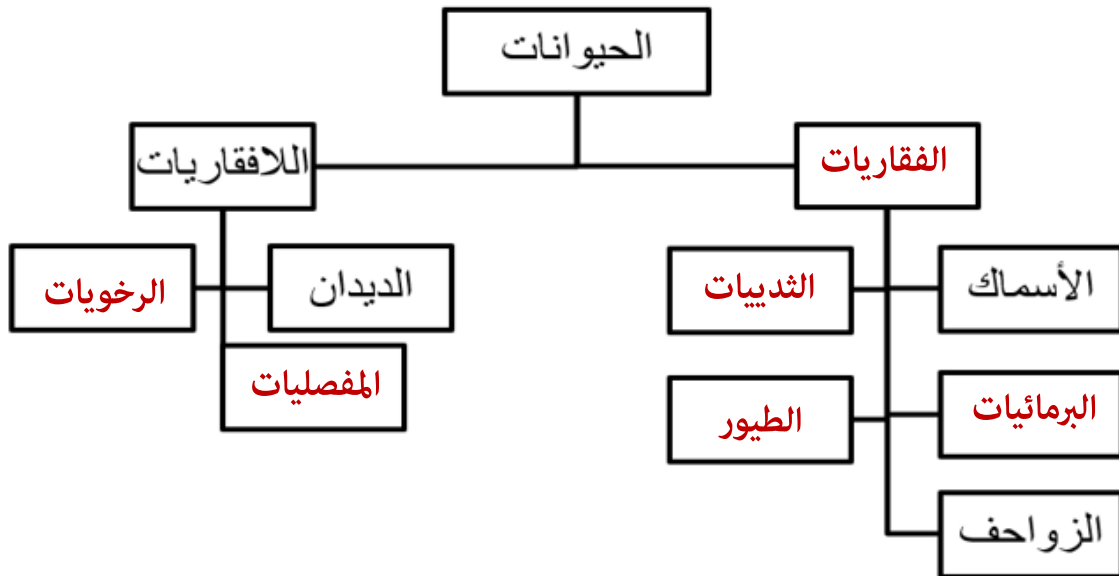 الحيوانات
الفقاريات
اللافقاريات
الأسماك
الثدييات
الديدان
الرخويات
المفصليات
البرمائيات
الطيور
الزواحف